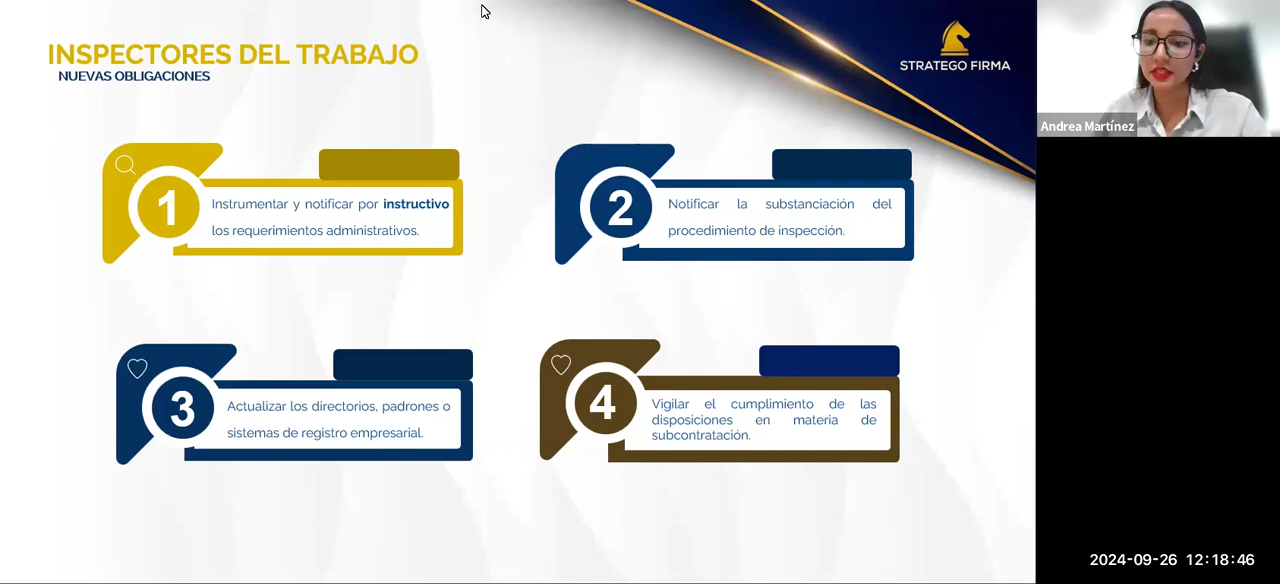 INSPECTORES DEL TRABAJO
NUEVAS OBLIGACIONES
STRATEGO FIRMA
Andrea Martínez
1
Instrumentar y notificar por instructivo
los requerimientos administrativos.
2
Notificar la substanciación del
procedimiento de inspección.
3
Actualizar los directorios, padrones o
sistemas de registro empresarial.
4
Vigilar el cumplimiento de las
disposiciones en materia de
subcontratación.
2024-09-26 12:18:46